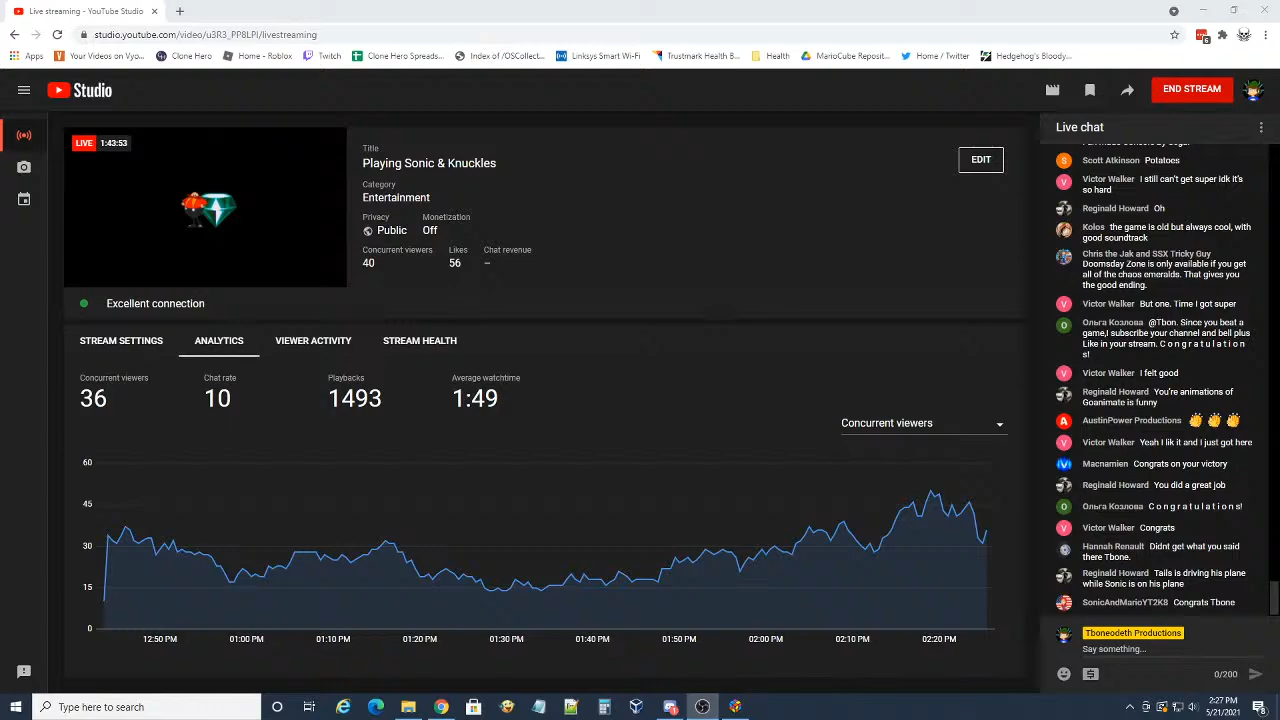 Live streaming - YouTube Studio
studio.youtube.com/video/u3R3_PP8LPI/livestreaming
Apps
Your Videos on Vyo...
Clone Hero
Home - Roblox
Twitch
Clone Hero Spreads...
Index of /OSCollect...
Linksys Smart Wi-Fi
Trustmark Health B...
Health
MarioCube Reposit...
Home / Twitter
Hedgehog's Bloody...
Studio
END STREAM
LIVE 1:43:53
Title
Playing Sonic & Knuckles
EDIT
Category
Entertainment
Privacy Monetization
Public Off
Concurrent viewers Likes Chat revenue
40 56 –
Excellent connection
STREAM SETTINGS ANALYTICS VIEWER ACTIVITY STREAM HEALTH
Concurrent viewers Chat rate Playbacks Average watchtime
36 10 1493 1:49
Concurrent viewers
60
45
30
15
0
12:50 PM 01:00 PM 01:10 PM 01:20 PM 01:30 PM 01:40 PM 01:50 PM 02:00 PM 02:10 PM 02:20 PM
Live chat
Scott Atkinson Potatoes
Victor Walker I still can't get super Idk it's
so hard
Reginald Howard Oh
Kolos the game is old but always cool, with
good soundtrack
Chris the Jak and SSX Tricky Guy
Doomsday Zone is only available if you get
all of the chaos emeralds. That gives you
the good ending.
Victor Walker But one. Time I got super
Ольга Козлова @Tbon. Since you beat a
game,I subscribe your channel and bell plus
Like in your stream. C o n g r a t u l a t i o n
s!
Victor Walker I felt good
Reginald Howard You're animations of
Goanimate is funny
AustinPower Productions 👏 👏 👏
Victor Walker Yeah I lik it and I just got here
Macnamien Congrats on your victory
Reginald Howard You did a great job
Ольга Козлова C o n g r a t u l a t i o n s!
Victor Walker Congrats
Hannah Renault Didnt get what you said
there Tbone.
Reginald Howard Tails is driving his plane
while Sonic is on his plane
SonicAndMarioYT2K8 Congrats Tbone
Tboneodeth Productions
Say something...
0/200
Type here to search
2:27 PM
5/21/2021